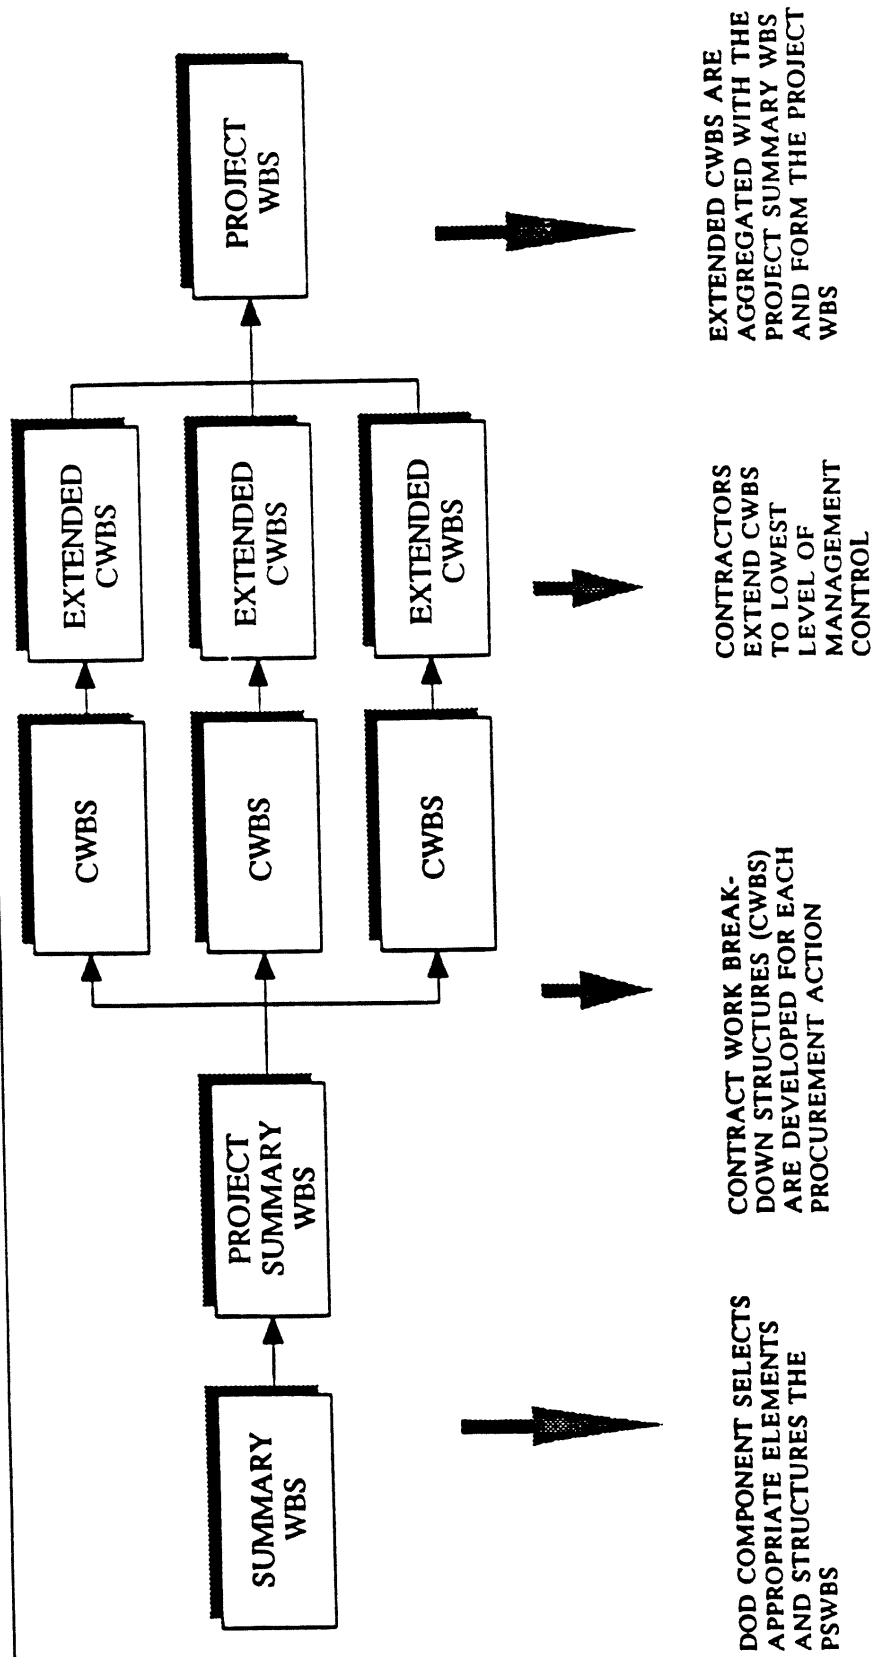 SUMMARY
WBS
PROJECT
SUMMARY
WBS
CWBS
CWBS
CWBS
EXTENDED
CWBS
EXTENDED
CWBS
EXTENDED
CWBS
PROJECT
WBS
DOD COMPONENT SELECTS
APPROPRIATE ELEMENTS
AND STRUCTURES THE
PSWBS
CONTRACT WORK BREAK-
DOWN STRUCTURES (CWBS)
ARE DEVELOPED FOR EACH
PROCUREMENT ACTION
CONTRACTORS
EXTEND CWBS
TO LOWEST
LEVEL OF
MANAGEMENT
CONTROL
EXTENDED CWBS ARE
AGGREGATED WITH THE
PROJECT SUMMARY WBS
AND FORM THE PROJECT
WBS